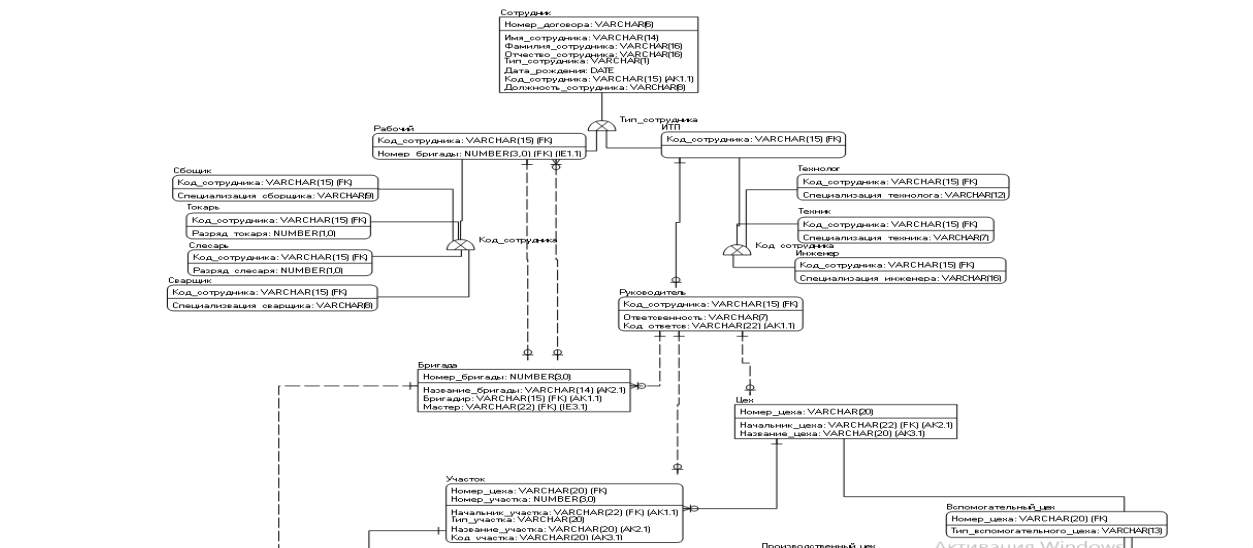 Сотрудник
Номер_договора: VARCHAR(6)
Имя_сотрудника: VARCHAR(14)
Фамилия_сотрудника: VARCHAR(16)
Отчество_сотрудника: VARCHAR(16)
Тип_сотрудника: VARCHAR(1)
Дата_рождения: DATE
Код_сотрудника: VARCHAR(15) (AK1.1)
Должность_сотрудника: VARCHAR(8)
Тип_сотрудника
Рабочий
Код_сотрудника: VARCHAR(15) (FK)
Номер_бригады: NUMBER(3,0) (FK) (IE1.1)
ИТП
Код_сотрудника: VARCHAR(15) (FK)
Сбощик
Код_сотрудника: VARCHAR(15) (FK)
Специализация_сборщика: VARCHAR(9)
Токарь
Код_сотрудника: VARCHAR(15) (FK)
Разряд_токаря: NUMBER(1,0)
Слесарь
Код_сотрудника: VARCHAR(15) (FK)
Разряд_слесаря: NUMBER(1,0)
Сварщик
Код_сотрудника: VARCHAR(15) (FK)
Специализвация_сварщика: VARCHAR(8)
Код_сотрудника
Технолог
Код_сотрудника: VARCHAR(15) (FK)
Специализация_технолога: VARCHAR(12)
Техник
Код_сотрудника: VARCHAR(15) (FK)
Специализация_техника: VARCHAR(7)
Код_сотрудника
Инженер
Код_сотрудника: VARCHAR(15) (FK)
Специализация_инженера: VARCHAR(16)
Руководитель
Код_сотрудника: VARCHAR(15) (FK)
Ответсвенность: VARCHAR(7)
Код_ответсв: VARCHAR(22) (AK1.1)
Бригада
Номер_бригады: NUMBER(3,0)
Название_бригады: VARCHAR(14) (AK2.1)
Бригадир: VARCHAR(15) (FK) (AK1.1)
Мастер: VARCHAR(22) (FK) (IE3.1)
Цех
Номер_цеха: VARCHAR(20)
Начальник_цеха: VARCHAR(22) (FK) (AK2.1)
Название_цеха: VARCHAR(20) (AK3.1)
Участок
Номер_цеха: VARCHAR(20) (FK)
Номер_участка: NUMBER(3,0)
Начальник_участка: VARCHAR(22) (FK) (AK1.1)
Тип_участка: VARCHAR(20)
Название_участка: VARCHAR(20) (AK2.1)
Код_участка: VARCHAR(20) (AK3.1)
Вспомогательный_цех
Номер_цеха: VARCHAR(20) (FK)
Тип_вспомогательного_цеха: VARCHAR(13)
Производственный_цех
Активация Windows